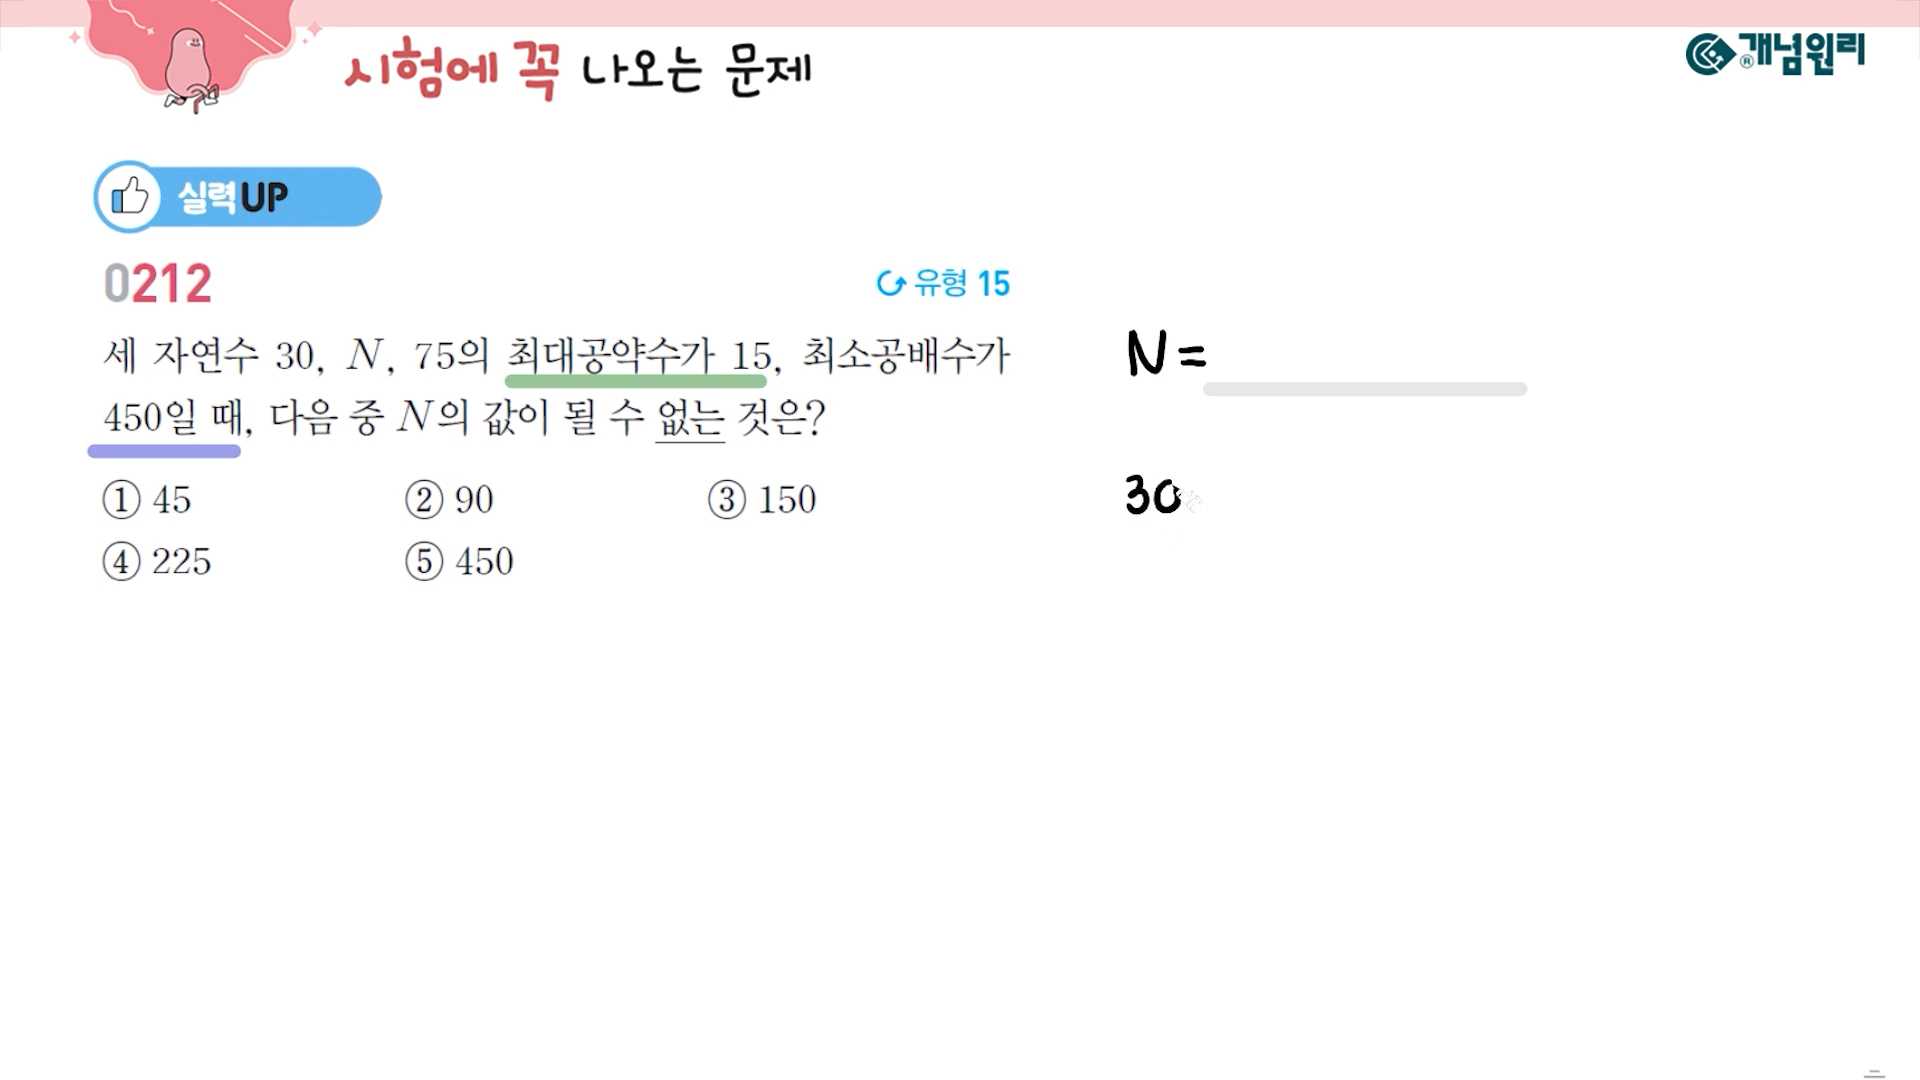 시험에 꼭 나오는 문제
개념원리
®
실력UP
0212
유형 15
세 자연수 30, N, 75의 최대공약수가 15, 최소공배수가
450일 때, 다음 중 N의 값이 될 수 없는 것은?
① 45 ② 90 ③ 150
④ 225 ⑤ 450
N=
30